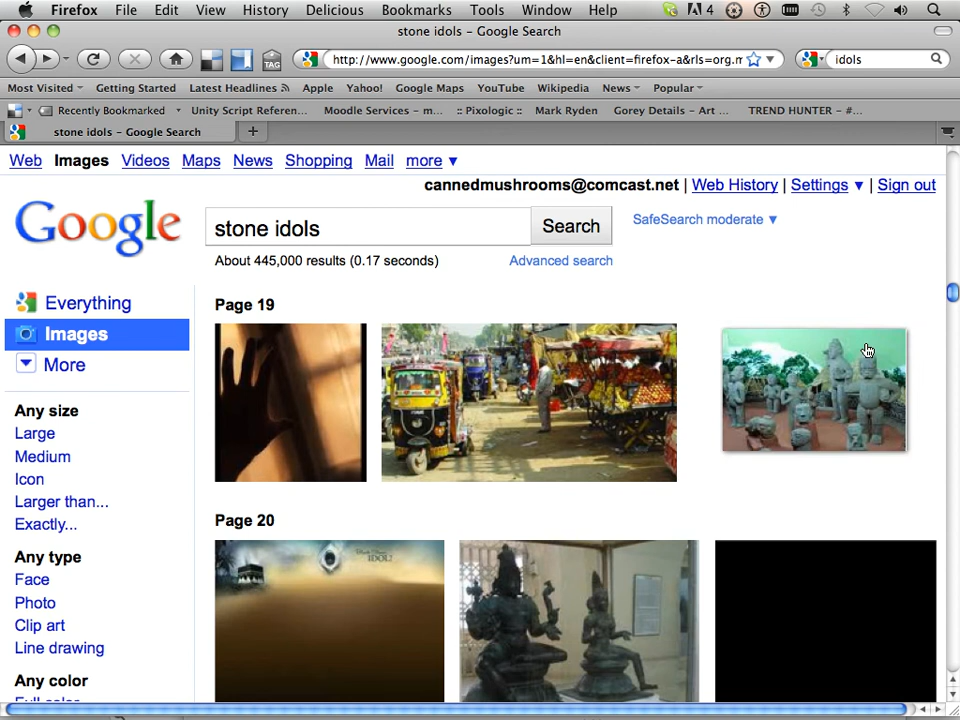 Firefox File Edit View History Delicious Bookmarks Tools Window Help 4
stone idols – Google Search
http://www.google.com/images?um=1&hl=en&client=firefox-a&rls=org.m idols
TAG
Most Visited Getting Started Latest Headlines Apple Yahoo! Google Maps YouTube Wikipedia News Popular
Recently Bookmarked Unity Script Referen... Moodle Services – m... :: Pixologic :: Mark Ryden Gorey Details – Art ... TREND HUNTER – #...
stone idols – Google Search +
Web Images Videos Maps News Shopping Mail more ▼
cannedmushrooms@comcast.net | Web History | Settings ▼ | Sign out
Google
stone idols Search SafeSearch moderate ▼
About 445,000 results (0.17 seconds) Advanced search
Everything
Images
More
Any size
Large
Medium
Icon
Larger than...
Exactly...
Any type
Face
Photo
Clip art
Line drawing
Any color
Full color
Page 19
Page 20
IDOL!